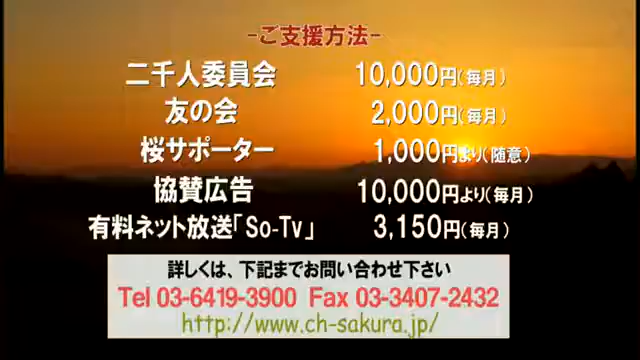 -ご支援方法-
二千人委員会 10,000円(毎月)
友の会 2,000円(毎月)
桜サポーター 1,000円より(随意)
協賛広告 10,000円より(毎月)
有料ネット放送「So-Tv」 3,150円(毎月)
詳しくは、下記までお問い合わせ下さい
Tel 03-6419-3900 Fax 03-3407-2432
http://www.ch-sakura.jp/